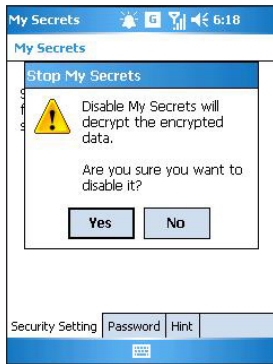 My Secrets G 6:18
My Secrets
Stop My Secrets
Disable My Secrets will
decrypt the encrypted
data.
Are you sure you want to
disable it?
Yes No
Security Setting Password Hint